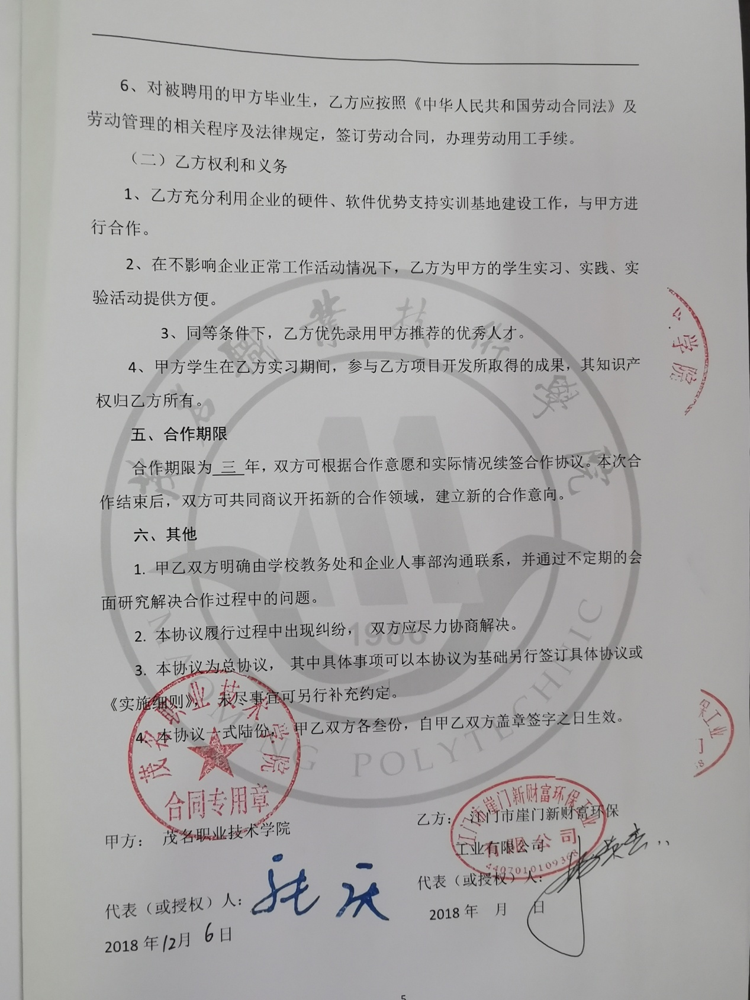 6、对被聘用的甲方毕业生，乙方应按照《中华人民共和国劳动合同法》及
劳动管理的相关程序及法律规定，签订劳动合同，办理劳动用工手续。
（二）乙方权利和义务
1、乙方充分利用企业的硬件、软件优势支持实训基地建设工作，与甲方进
行合作。
2、在不影响企业正常工作活动情况下，乙方为甲方的学生实习、实践、实
验活动提供方便。
3、同等条件下，乙方优先录用甲方推荐的优秀人才。
4、甲方学生在乙方实习期间，参与乙方项目开发所取得的成果，其知识产
权归乙方所有。
五、合作期限
合作期限为 三 年，双方可根据合作意愿和实际情况续签合作协议。本次合
作结束后，双方可共同商议开拓新的合作领域，建立新的合作意向。
六、其他
1. 甲乙双方明确由学校教务处和企业人事部沟通联系，并通过不定期的会
面研究解决合作过程中的问题。
2. 本协议履行过程中出现纠纷， 双方应尽力协商解决。
3. 本协议为总协议， 其中具体事项可以本协议为基础另行签订具体协议或
《实施细则》， 未尽事宜可另行补充约定。
4. 本协议一式陆份， 甲乙双方各叁份，自甲乙双方盖章签字之日生效。
茂名職業技術學院
1986
MAOMING POLYTECHNIC
茂名职业技术学院
合同专用章
甲方： 茂名职业技术学院
代表（或授权）人：
2018 年12月 6日
江门市崖门新财富环保工业
有限公司
4407010109368
乙方： 江门市崖门新财富环保
工业有限公司
代表（或授权）人：
2018 年 月 日
学院
保工业
5